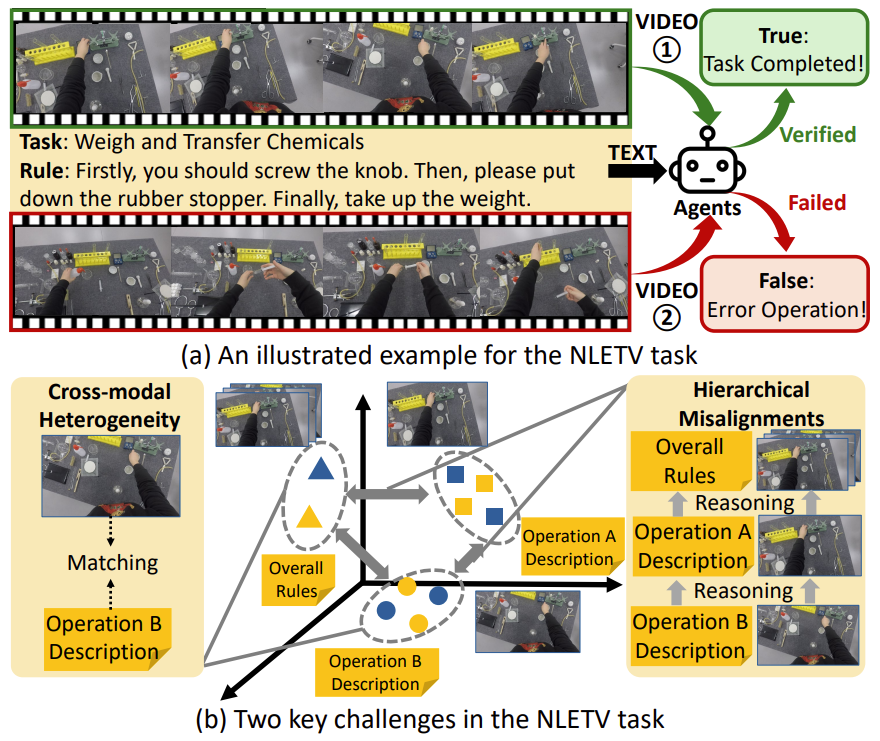 VIDEO
①
True:
Task Completed!
Verified
Task: Weigh and Transfer Chemicals
Rule: Firstly, you should screw the knob. Then, please put
down the rubber stopper. Finally, take up the weight.
TEXT
Agents
Failed
VIDEO
②
False:
Error Operation!
(a) An illustrated example for the NLETV task
Cross-modal
Heterogeneity
Matching
Operation B
Description
Overall
Rules
Operation A
Description
Operation B
Description
Hierarchical
Misalignments
Overall
Rules
Reasoning
Operation A
Description
Reasoning
Operation B
Description
(b) Two key challenges in the NLETV task